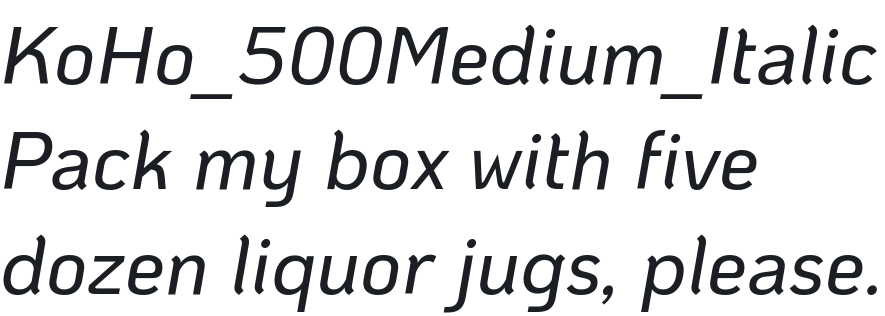 KoHo_500Medium_Italic
Pack my box with five
dozen liquor jugs, please.